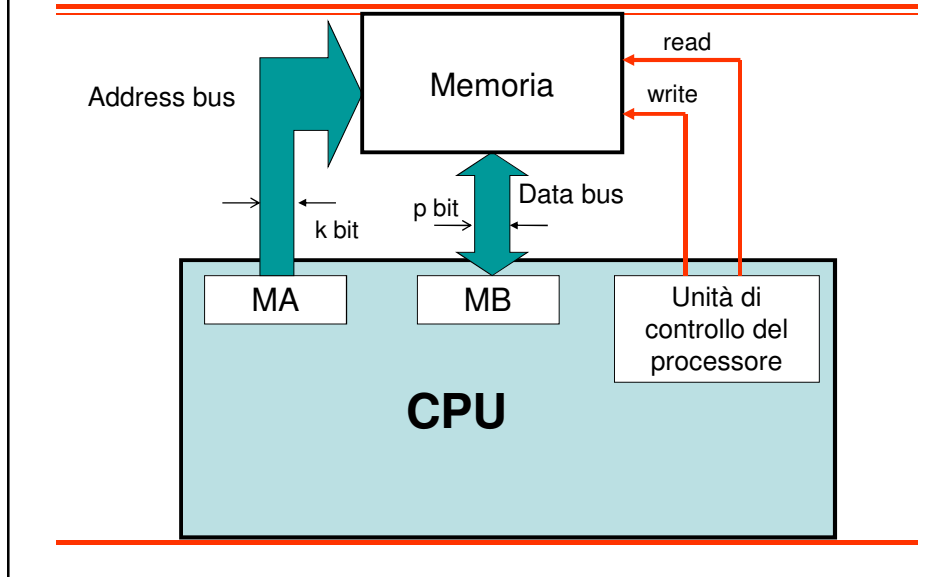 read
Memoria
Address bus
write
Data bus
p bit
k bit
MA
MB
Unità di
controllo del
processore
CPU